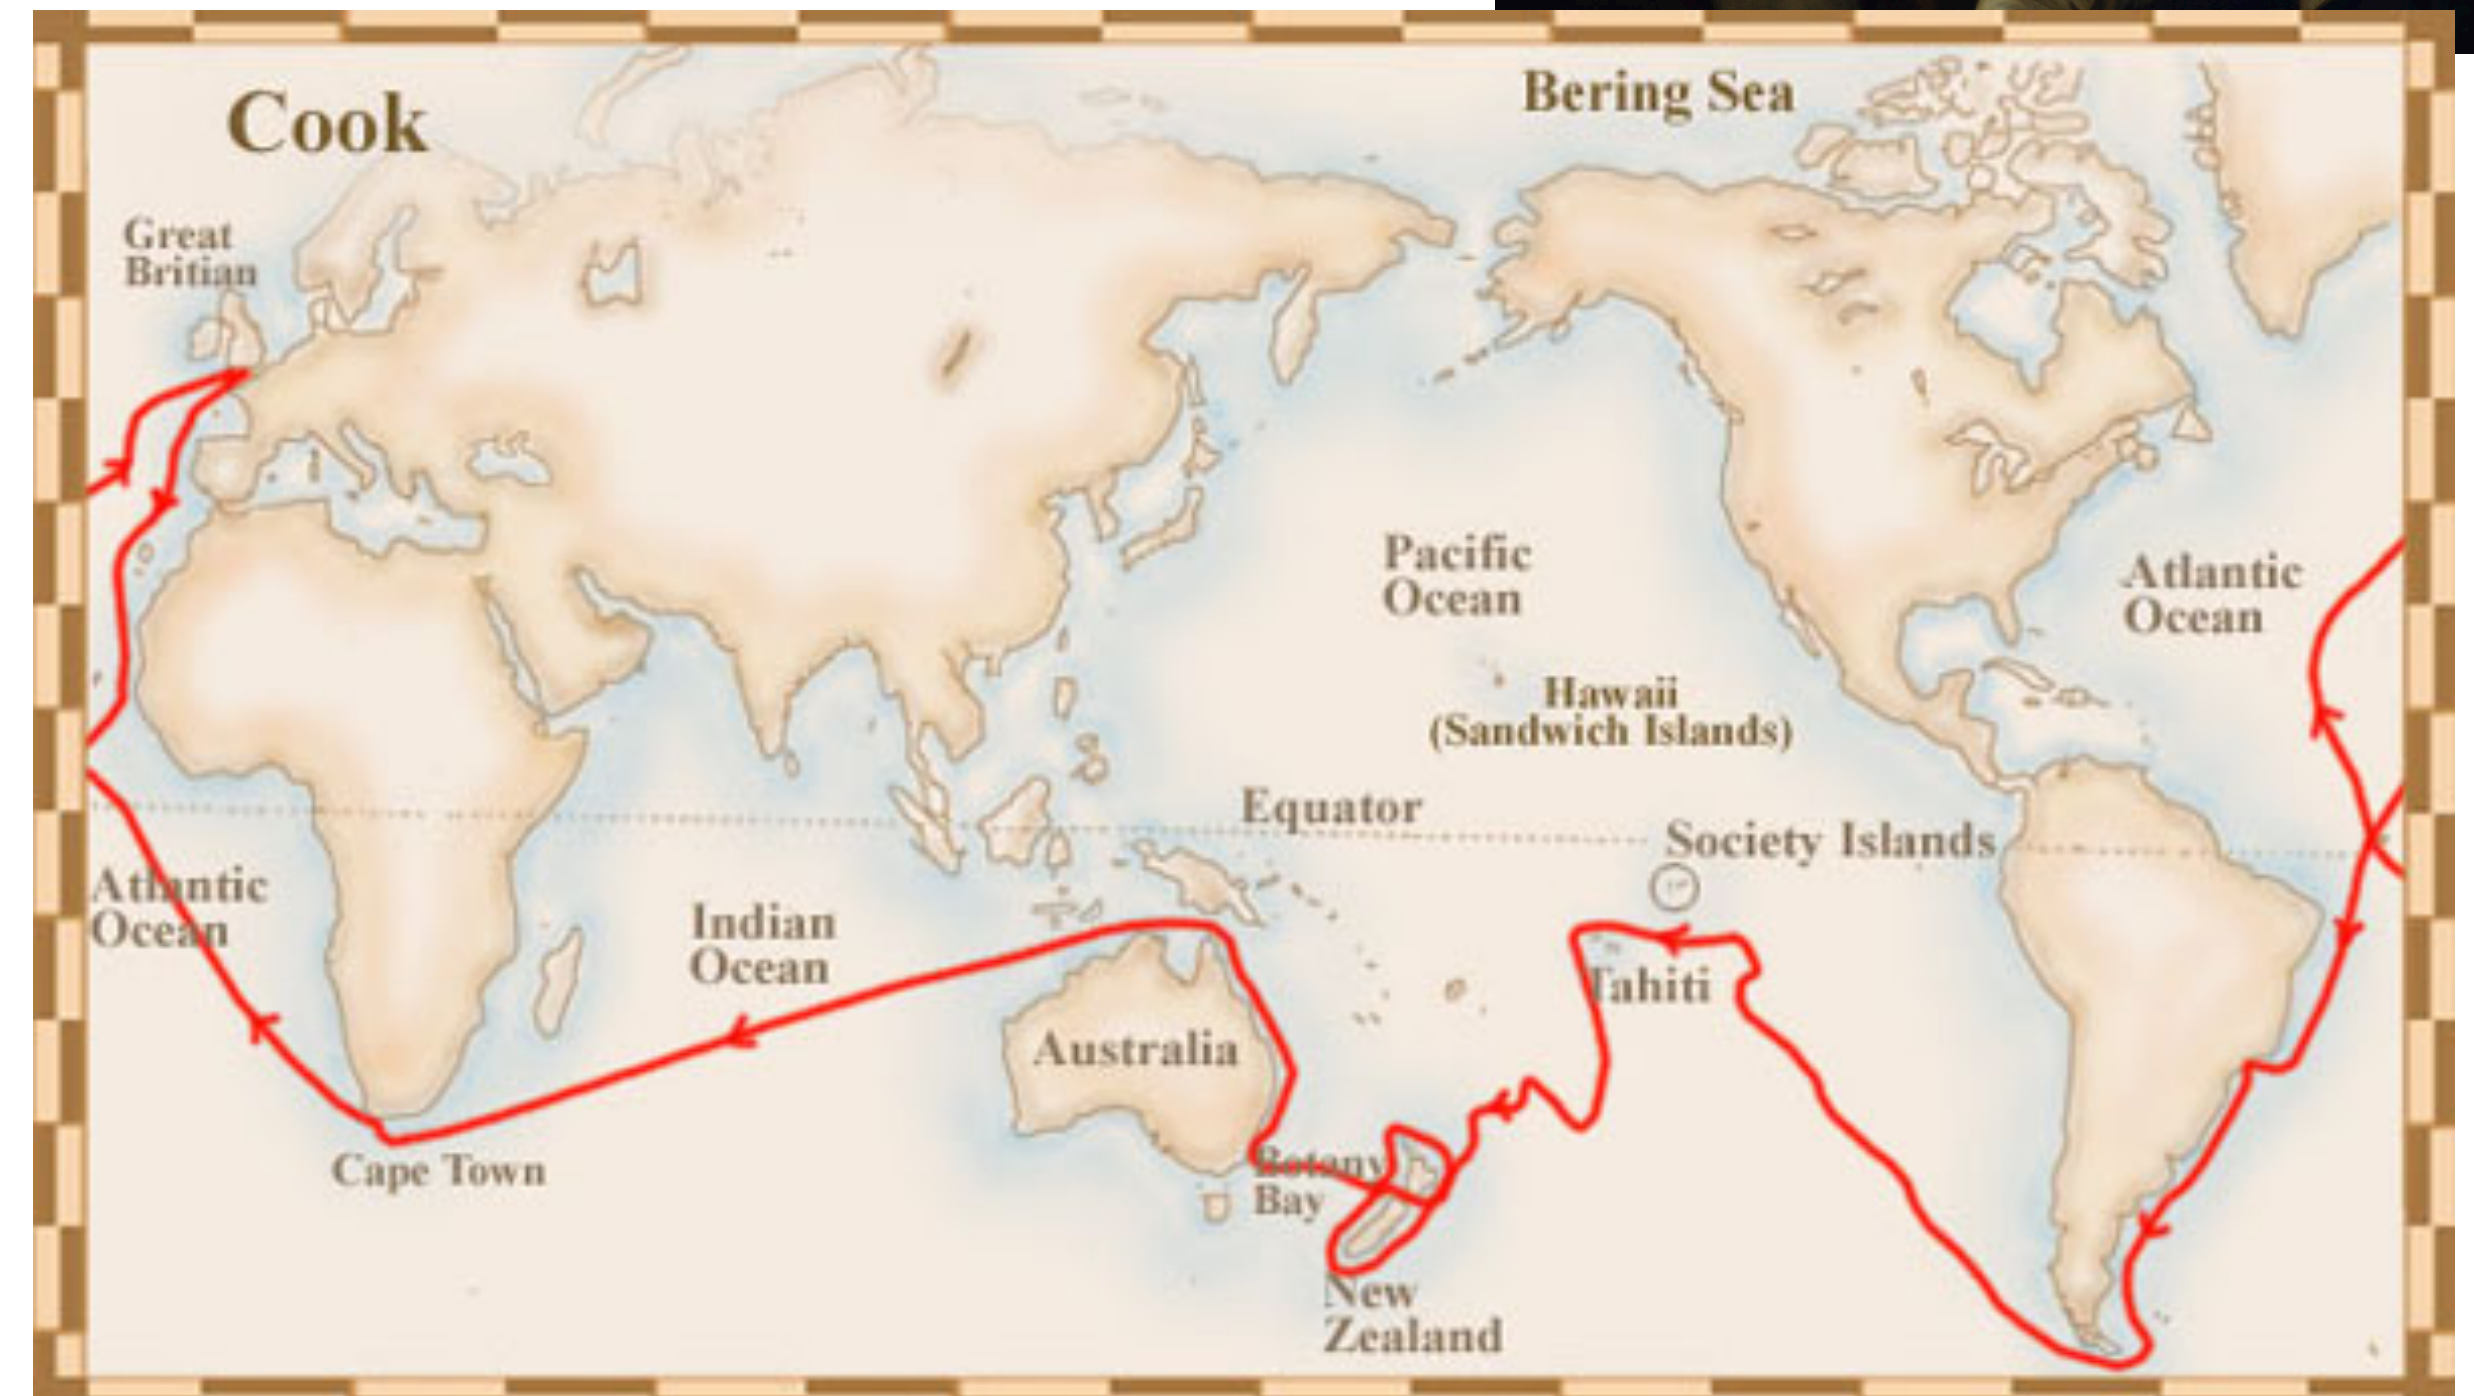 Cook
Bering Sea
Great
Britian
Pacific
Ocean
Atlantic
Ocean
Hawaii
(Sandwich Islands)
Equator
Society Islands
Atlantic
Ocean
Indian
Ocean
Tahiti
Australia
Cape Town
Botany
Bay
New
Zealand